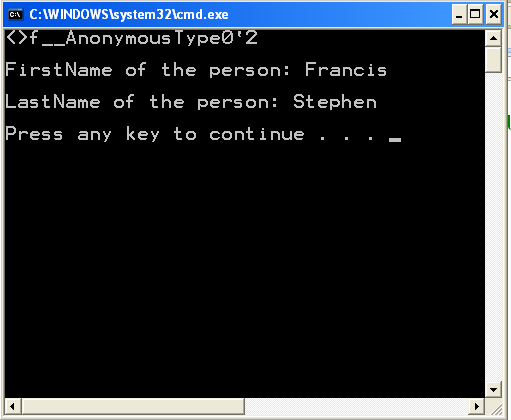 C:\WINDOWS\system32\cmd.exe
<>f__AnonymousType0`2
FirstName of the person: Francis
LastName of the person: Stephen
Press any key to continue . . . _